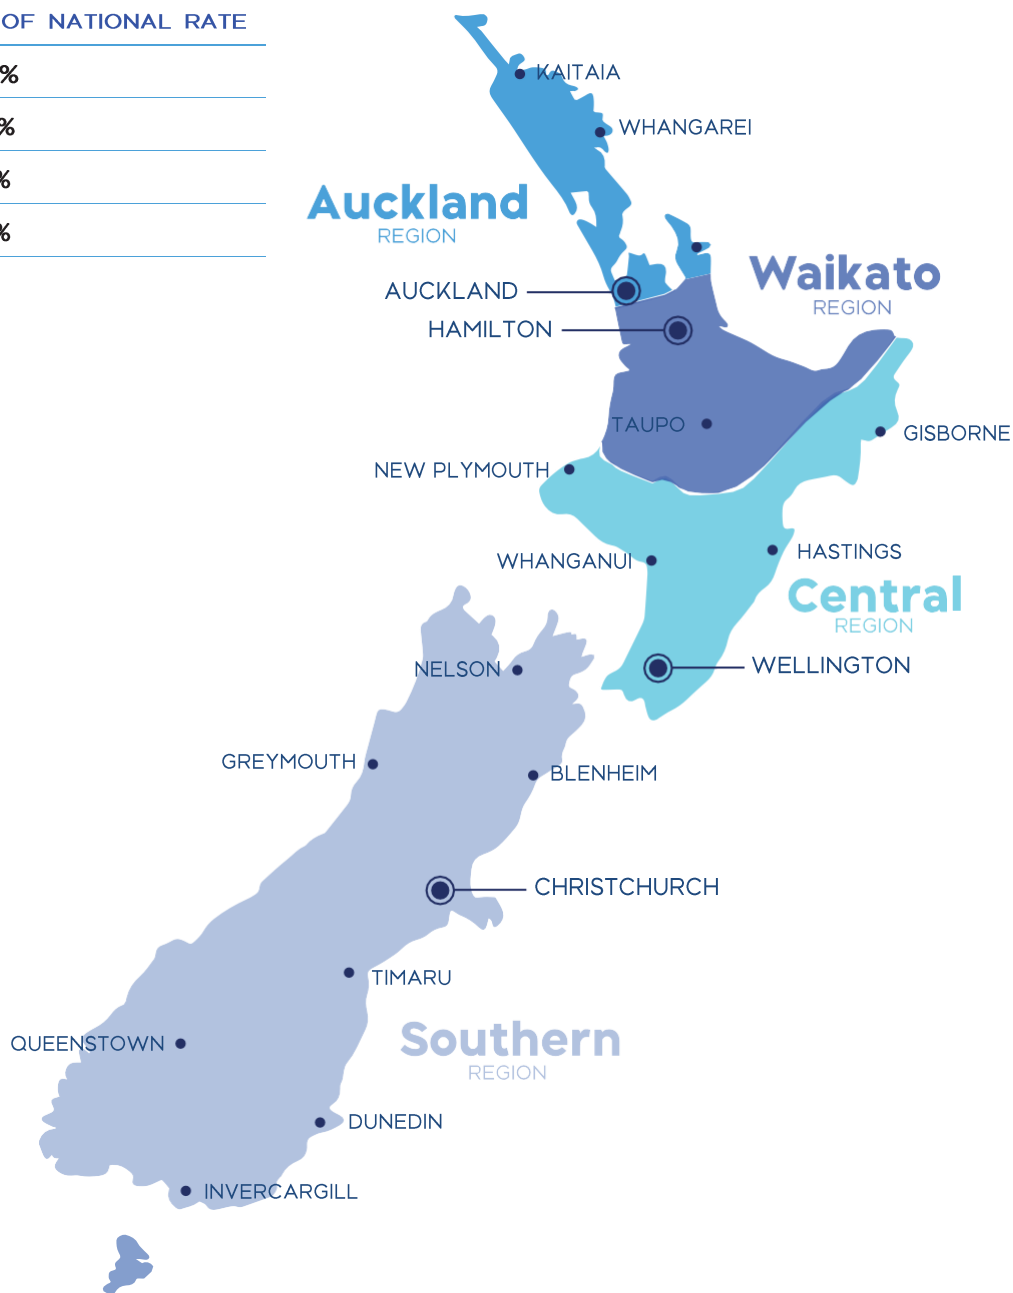 OF NATIONAL RATE
%
%
%
%
KAITAIA
WHANGAREI
Auckland
REGION
Waikato
REGION
AUCKLAND
HAMILTON
TAUPO
GISBORNE
NEW PLYMOUTH
WHANGANUI
HASTINGS
Central
REGION
NELSON
WELLINGTON
GREYMOUTH
BLENHEIM
CHRISTCHURCH
TIMARU
Southern
REGION
QUEENSTOWN
DUNEDIN
INVERCARGILL